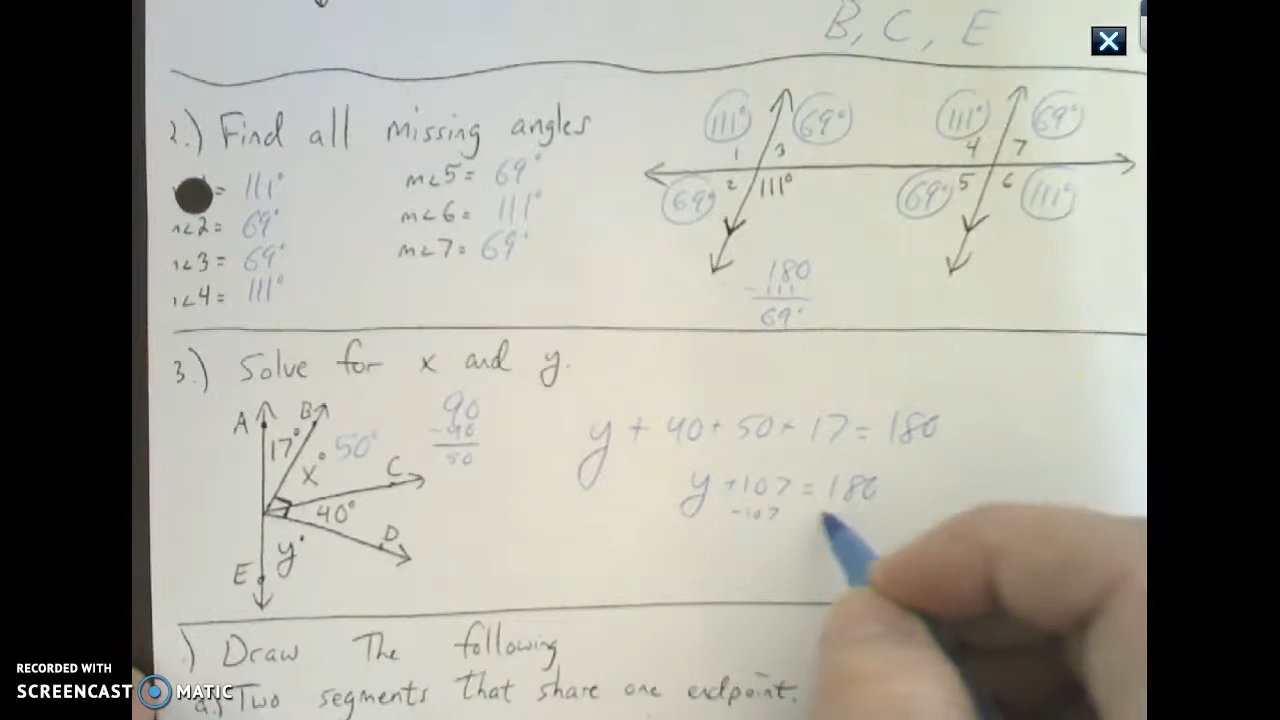 B, C, E
2.) Find all missing angles
= 111°
m<2= 69°
m<3= 69°
m<4= 111°
m<5= 69°
m<6= 111°
m<7= 69°
111° 69°
1 3
2 111°
69°
111° 69°
4 7
5 6
69° 111°
180
-111
69°
3.) Solve for x and y.
A B
17° 50°
x°
C
40°
D
y°
E
90
-40
50
y + 40 + 50 + 17 = 180
y + 107 = 180
-107
.) Draw The following
a.) Two segments that share one endpoint.
RECORDED WITH
SCREENCAST MATIC